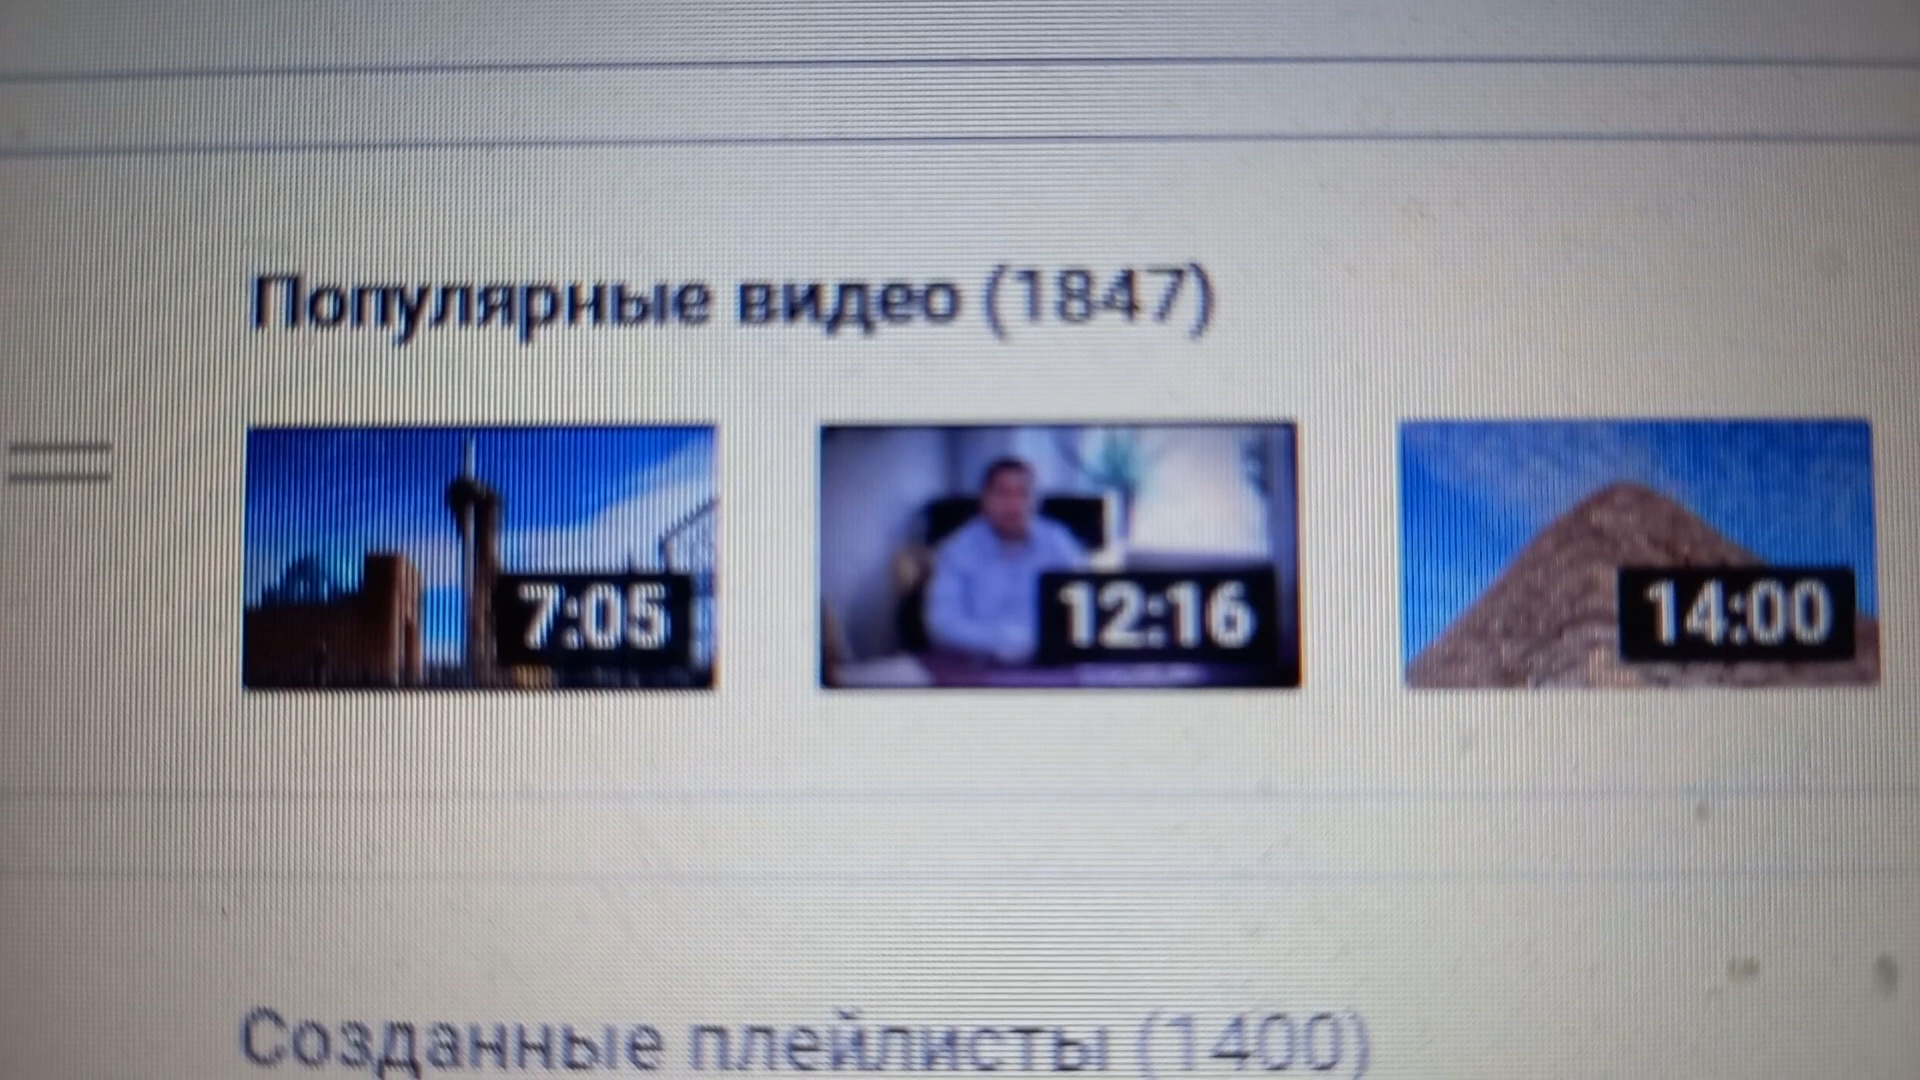 Популярные видео (1847)
7:05
12:16
14:00
Созданные плейлисты (1400)